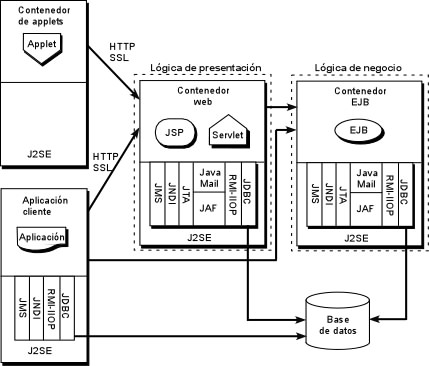 Contenedor
de applets
Applet
J2SE
HTTP
SSL
HTTP
SSL
Aplicación
cliente
Aplicación
JMS
JNDI
RMI-IIOP
JDBC
J2SE
Lógica de presentación
Contenedor
web
JSP
Servlet
JMS
JNDI
JTA
Java
Mail
JAF
RMI-IIOP
JDBC
J2SE
Lógica de negocio
Contenedor
EJB
EJB
JMS
JNDI
JTA
Java
Mail
JAF
RMI-IIOP
JDBC
J2SE
Base
de datos